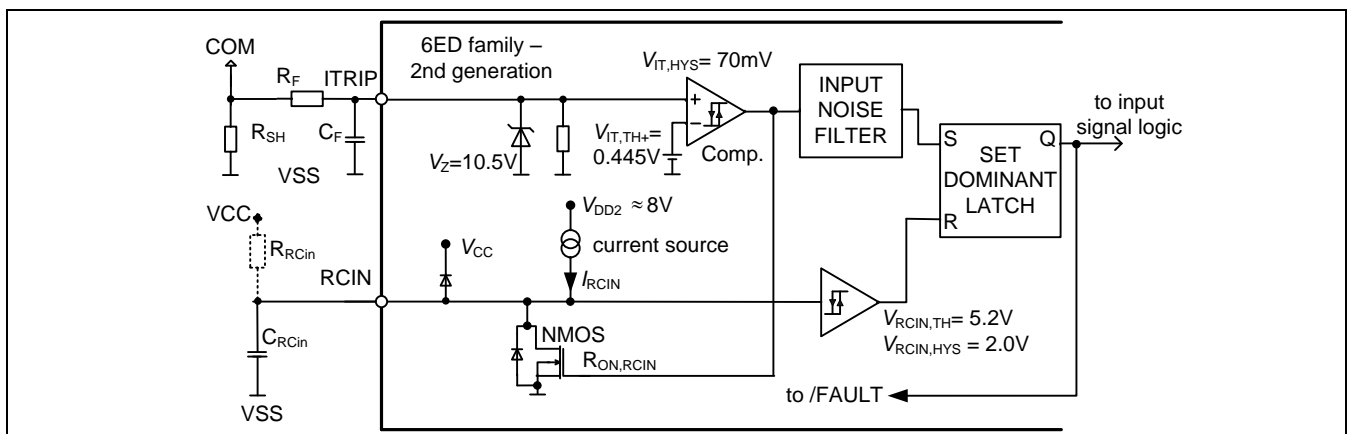 COM
R_F
ITRIP
6ED family –
2nd generation
V_IT,HYS= 70mV
INPUT
NOISE
FILTER
to input
signal logic
R_SH
C_F
VSS
V_Z=10.5V
V_IT,TH+=
0.445V
Comp.
S
Q
SET
DOMINANT
LATCH
R
VCC
R_RCin
RCIN
V_CC
V_DD2 ≈8V
current source
I_RCIN
C_RCin
VSS
NMOS
R_ON,RCIN
V_RCIN,TH= 5.2V
V_RCIN,HYS = 2.0V
to /FAULT